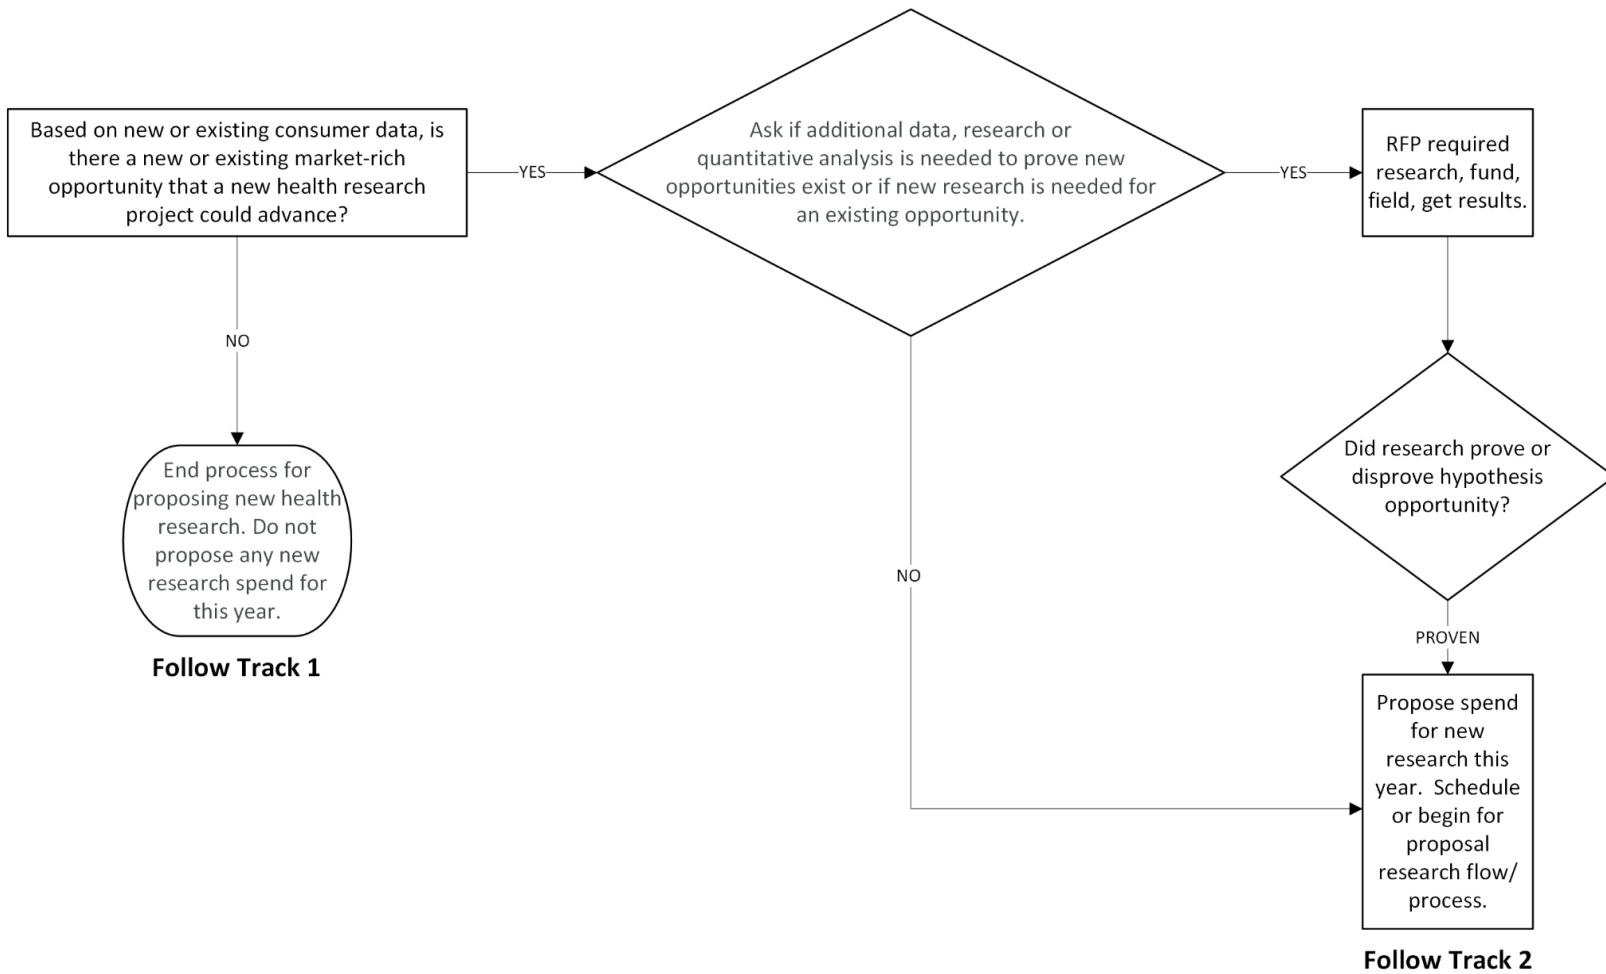 Based on new or existing consumer data, is
there a new or existing market-rich
opportunity that a new health research
project could advance?
YES
Ask if additional data, research or
quantitative analysis is needed to prove new
opportunities exist or if new research is needed for
an existing opportunity.
YES
RFP required
research, fund,
field, get results.
NO
End process for
proposing new health
research. Do not
propose any new
research spend for
this year.
Follow Track 1
NO
Did research prove or
disprove hypothesis
opportunity?
PROVEN
Propose spend
for new
research this
year.  Schedule
or begin for
proposal
research flow/
process.
Follow Track 2